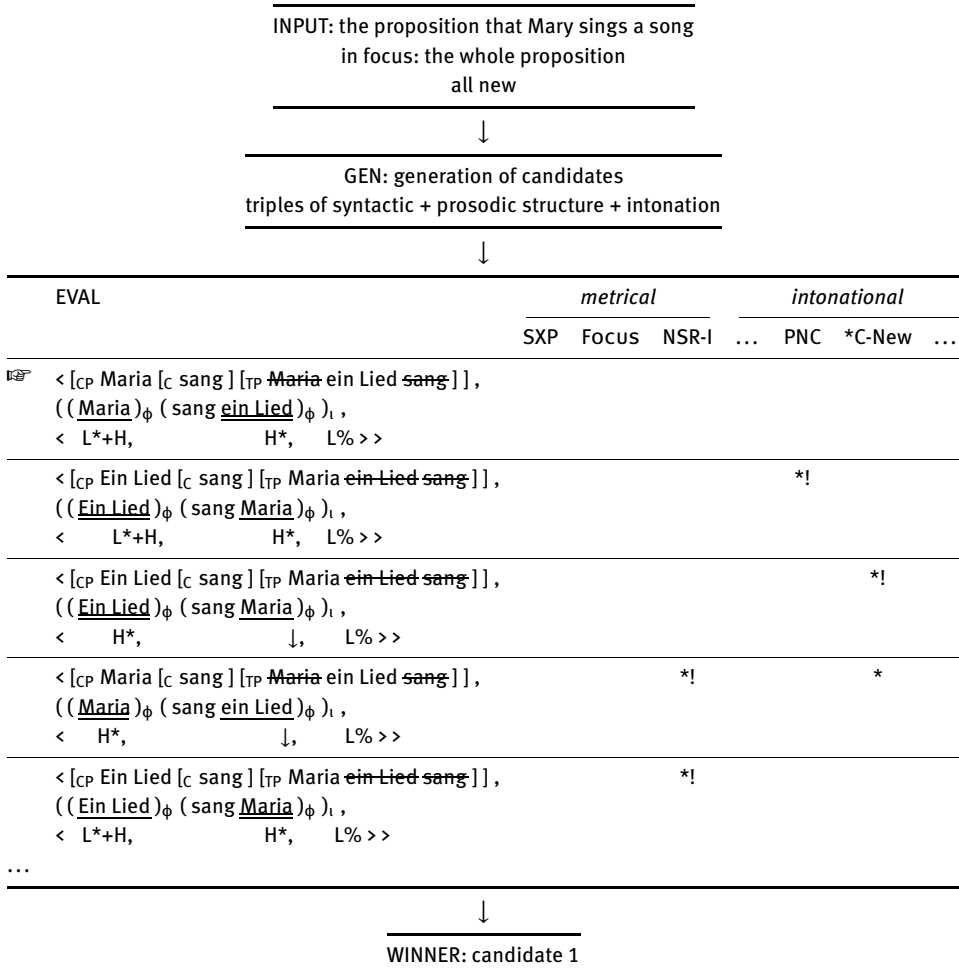 INPUT: the proposition that Mary sings a song
in focus: the whole proposition
all new
↓
GEN: generation of candidates
triples of syntactic + prosodic structure + intonation
↓
EVAL metrical intonational
SXP Focus NSR-I … PNC *C-New …
☞ < [CP Maria [C sang ] [TP Maria ein Lied sang ] ] ,
( ( Maria )ϕ ( sang ein Lied )ϕ )ι ,
< L*+H, H*, L% > >
< [CP Ein Lied [C sang ] [TP Maria ein Lied sang ] ] , *!
( ( Ein Lied )ϕ ( sang Maria )ϕ )ι ,
< L*+H, H*, L% > >
< [CP Ein Lied [C sang ] [TP Maria ein Lied sang ] ] , *!
( ( Ein Lied )ϕ ( sang Maria )ϕ )ι ,
< H*, ↓, L% > >
< [CP Maria [C sang ] [TP Maria ein Lied sang ] ] , *! *
( ( Maria )ϕ ( sang ein Lied )ϕ )ι ,
< H*, ↓, L% > >
< [CP Ein Lied [C sang ] [TP Maria ein Lied sang ] ] , *!
( ( Ein Lied )ϕ ( sang Maria )ϕ )ι ,
< L*+H, H*, L% > >
…
↓
WINNER: candidate 1